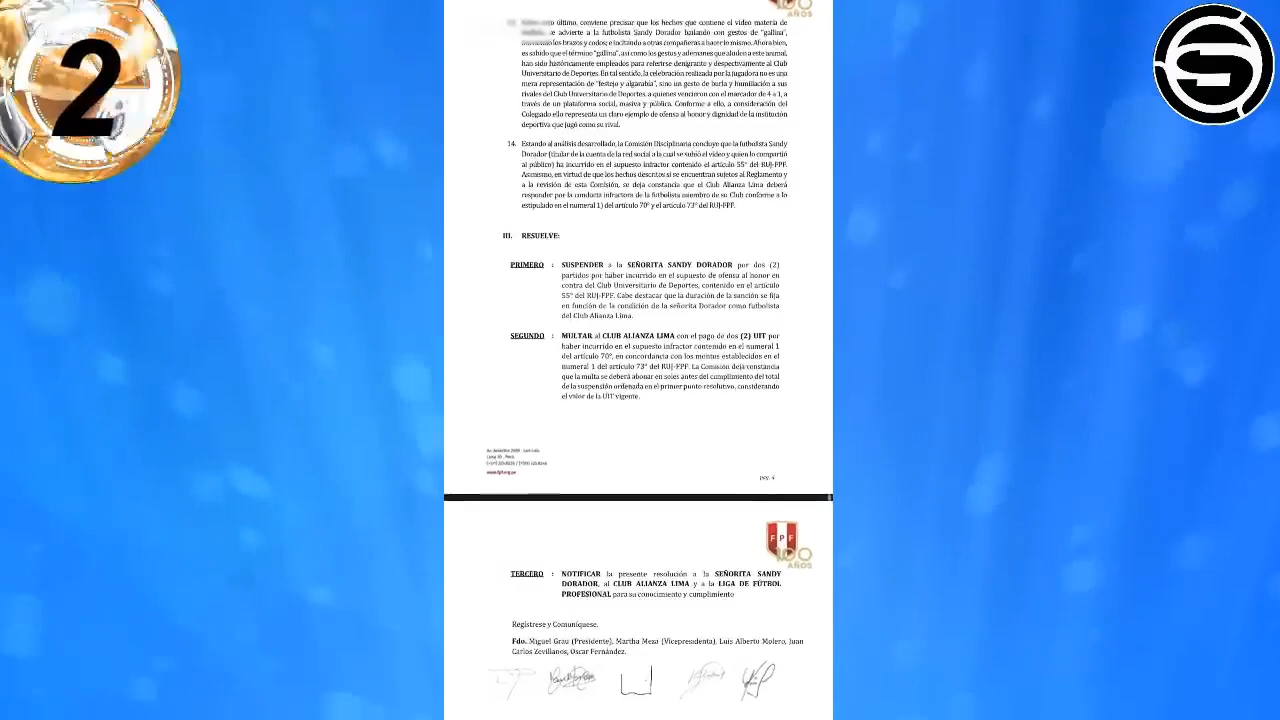 2
AÑOS
último, conviene precisar que los hechos que contiene el video materia de
se advierte a la futbolista Sandy Dorador bailando con gestos de "gallina",
los brazos y codos; e incitando a otras compañeras a hacer lo mismo. Ahora bien,
es sabido que el término "gallina", así como los gestos y ademanes que aluden a este animal,
han sido históricamente empleados para referirse denigrante y despectivamente al Club
Universitario de Deportes. En tal sentido, la celebración realizada por la jugadora no es una
mera representación de "festejo y algarabía", sino un gesto de burla y humillación a sus
rivales del Club Universitario de Deportes, a quienes vencieron con el marcador de 4 a 1, a
través de un plataforma social, masiva y pública. Conforme a ello, a consideración del
Colegiado ello representa un claro ejemplo de ofensa al honor y dignidad de la institución
deportiva que jugó como su rival.
14. Estando al análisis desarrollado, la Comisión Disciplinaria concluye que la futbolista Sandy
Dorador (titular de la cuenta de la red social a la cual se subió el video y quien lo compartió
al público) ha incurrido en el supuesto infractor contenido el artículo 55° del RUJ-FPF.
Asimismo, en virtud de que los hechos descritos si se encuentran sujetos al Reglamento y
a la revisión de esta Comisión, se deja constancia que el Club Alianza Lima deberá
responder por la conducta infractora de la futbolista miembro de su Club conforme a lo
estipulado en el numeral 1) del artículo 70° y el artículo 73° del RUJ-FPF.
III. RESUELVE:
PRIMERO : SUSPENDER a la SEÑORITA SANDY DORADOR por dos (2)
partidos por haber incurrido en el supuesto de ofensa al honor en
contra del Club Universitario de Deportes, contenido en el artículo
55° del RUJ-FPF. Cabe destacar que la duración de la sanción se fija
en función de la condición de la señorita Dorador como futbolista
del Club Alianza Lima.
SEGUNDO : MULTAR al CLUB ALIANZA LIMA con el pago de dos (2) UIT por
haber incurrido en el supuesto infractor contenido en el numeral 1
del artículo 70°, en concordancia con los montos establecidos en el
numeral 1 del artículo 73° del RUJ-FPF. La Comisión deja constancia
que la multa se deberá abonar en soles antes del cumplimiento del total
de la suspensión ordenada en el primer punto resolutivo, considerando
el valor de la UIT vigente.
Lima
www.fpf.org.pe
pág. 4
FPF
100
AÑOS
TERCERO : NOTIFICAR la presente resolución a la SEÑORITA SANDY
DORADOR, al CLUB ALIANZA LIMA y a la LIGA DE FÚTBOL
PROFESIONAL para su conocimiento y cumplimiento
Regístrese y Comuníquese.
Fdo. Miguel Grau (Presidente), Martha Meza (Vicepresidenta), Luis Alberto Molero, Juan
Carlos Zevillanos, Oscar Fernández.